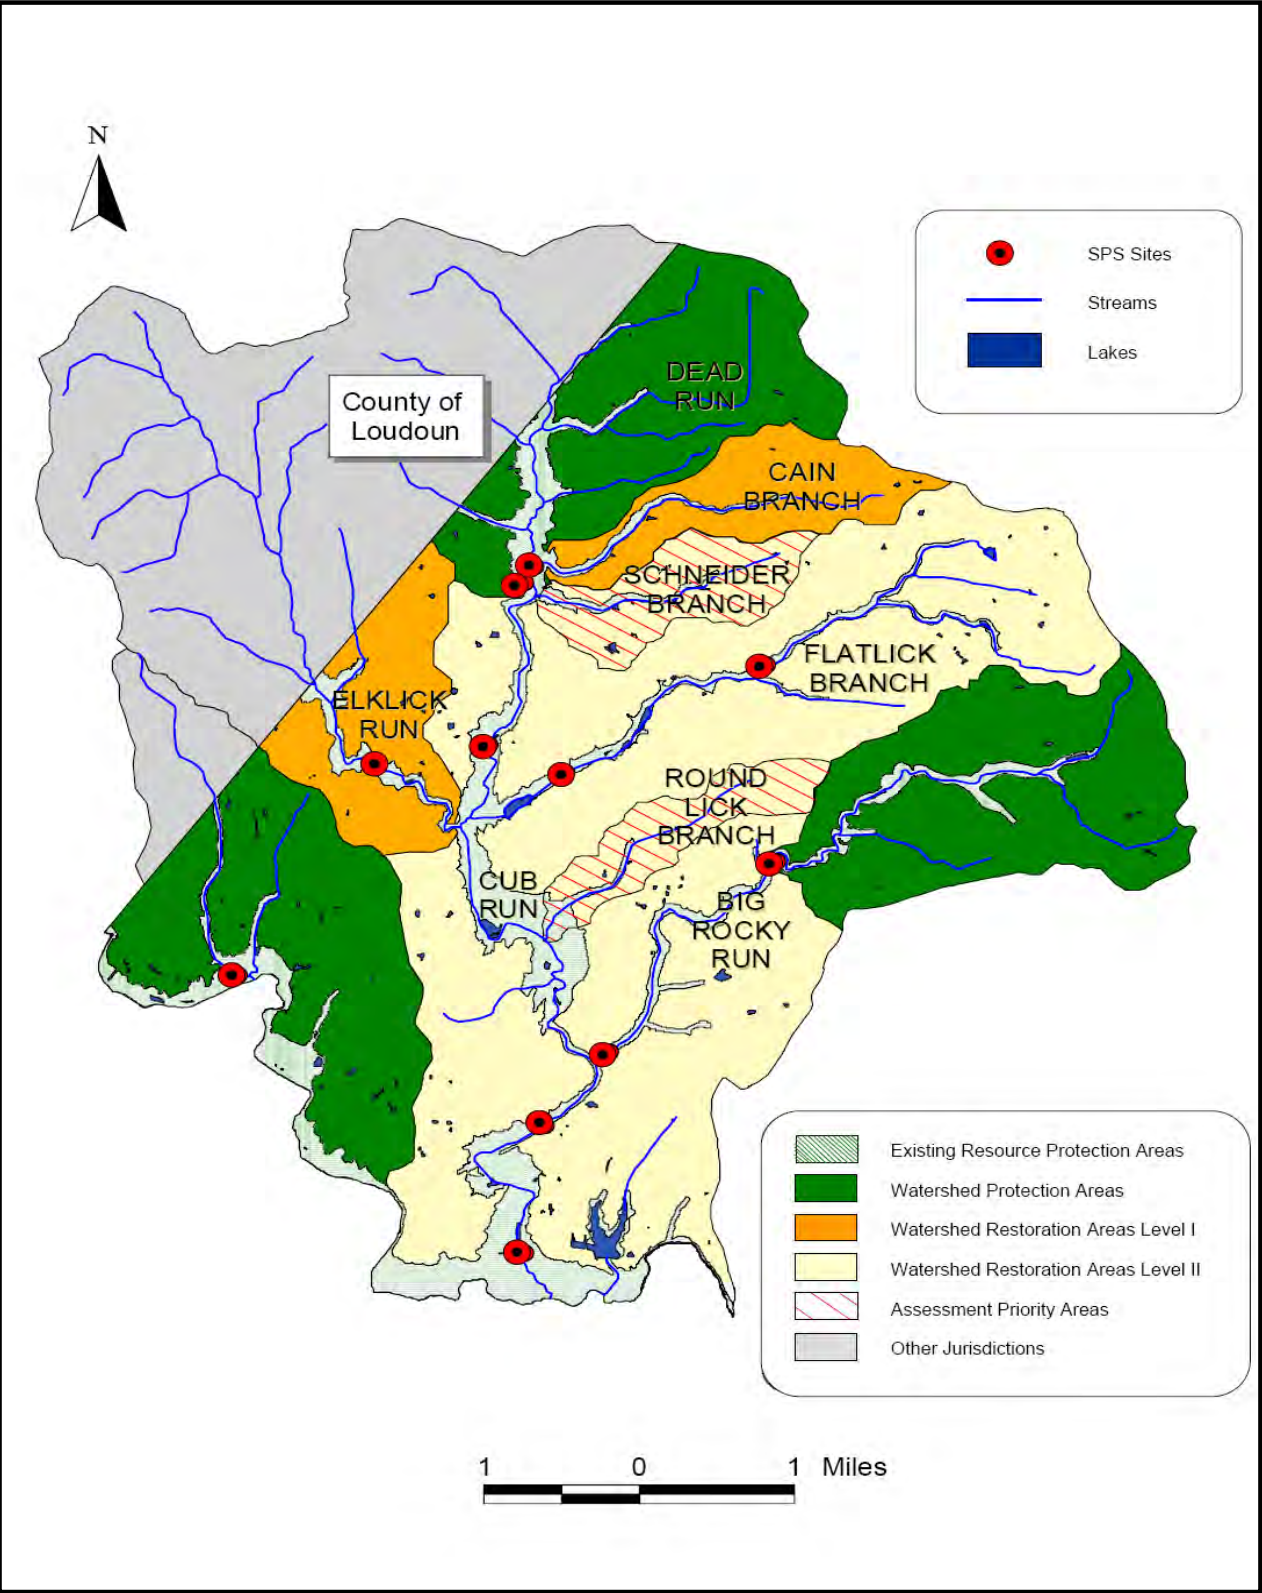 N
SPS Sites
Streams
Lakes
DEAD
RUN
County of
Loudoun
CAIN
BRANCH
SCHNEIDER
BRANCH
FLATLICK
BRANCH
ELKLICK
RUN
ROUND
LICK
BRANCH
CUB
RUN
BIG
ROCKY
RUN
Existing Resource Protection Areas
Watershed Protection Areas
Watershed Restoration Areas Level I
Watershed Restoration Areas Level II
Assessment Priority Areas
Other Jurisdictions
1 0 1 Miles